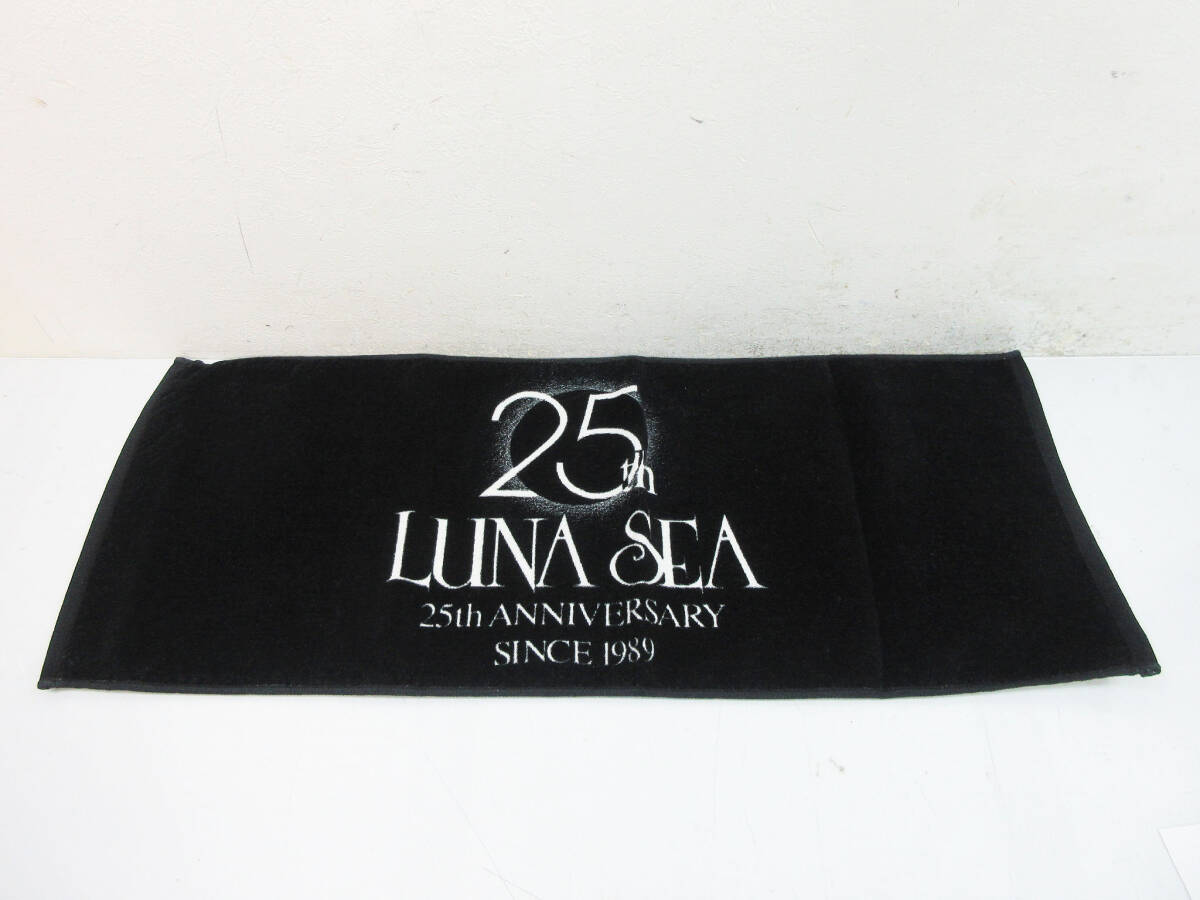 25th
LUNA SEA
25th ANNIVERSARY
SINCE 1989